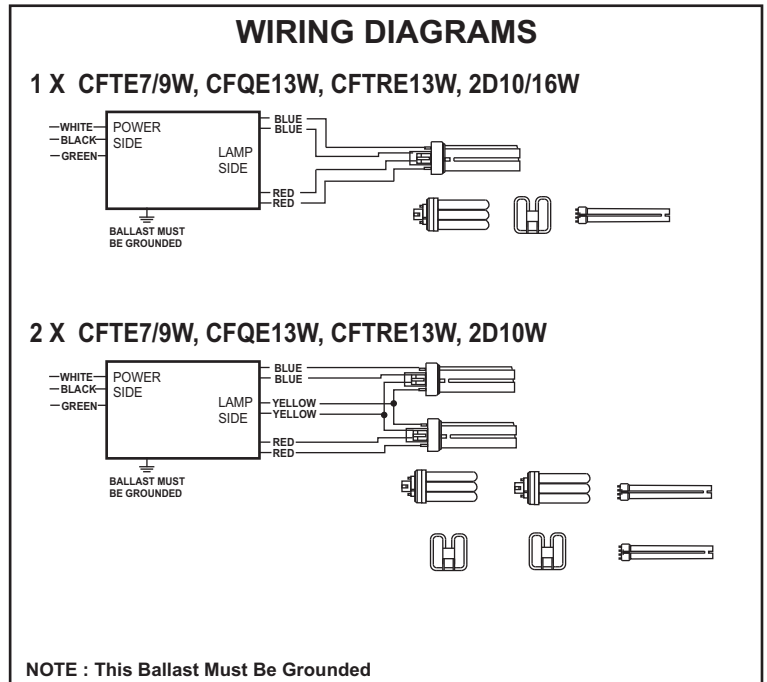 WIRING DIAGRAMS
1 X CFTE7/9W, CFQE13W, CFTRE13W, 2D10/16W
WHITE
BLACK
GREEN
POWER
SIDE
LAMP
SIDE
BLUE
BLUE
RED
RED
BALLAST MUST
BE GROUNDED
2 X CFTE7/9W, CFQE13W, CFTRE13W, 2D10W
WHITE
BLACK
GREEN
POWER
SIDE
LAMP
SIDE
BLUE
BLUE
YELLOW
YELLOW
RED
RED
BALLAST MUST
BE GROUNDED
NOTE : This Ballast Must Be Grounded